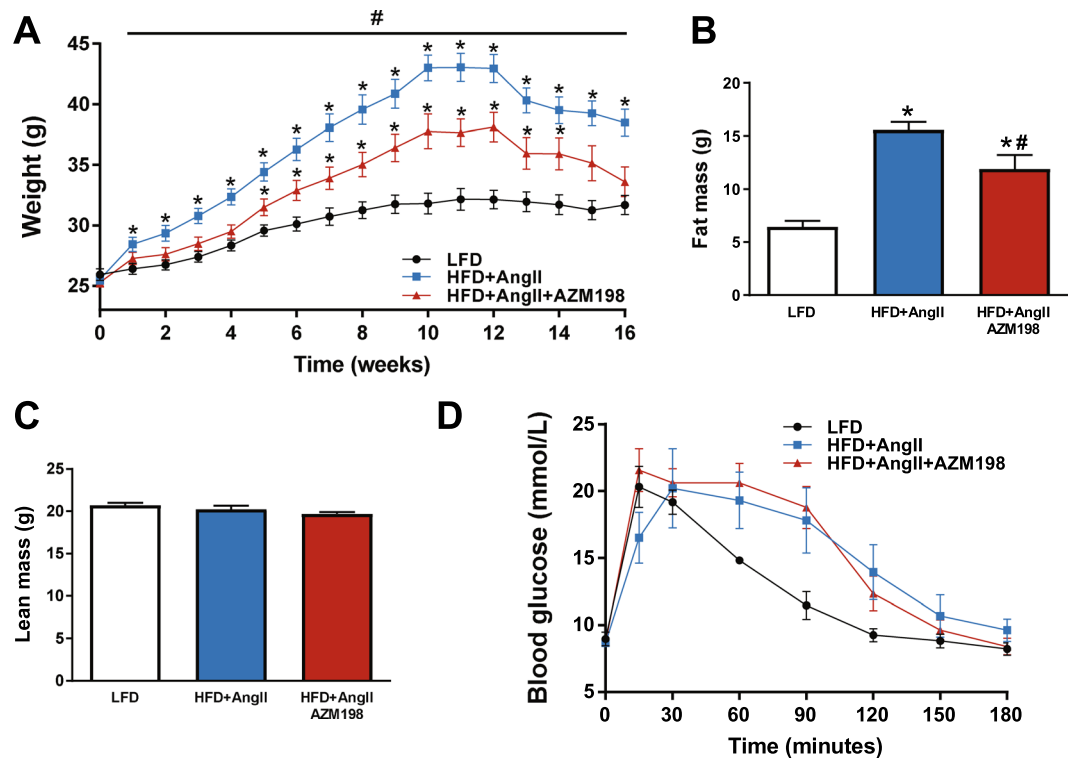 A
#
Weight (g)
45
40
35
30
25
* * * * * * * * * * * * * * * *
* * * * * * * * * *
LFD
HFD+AngII
HFD+AngII+AZM198
0 2 4 6 8 10 12 14 16
Time (weeks)
B
Fat mass (g)
20
15
10
5
0
*
*#
LFD
HFD+AngII
HFD+AngII
AZM198
C
Lean mass (g)
25
20
15
10
5
0
LFD
HFD+AngII
HFD+AngII
AZM198
D
Blood glucose (mmol/L)
25
20
15
10
5
LFD
HFD+AngII
HFD+AngII+AZM198
0 30 60 90 120 150 180
Time (minutes)